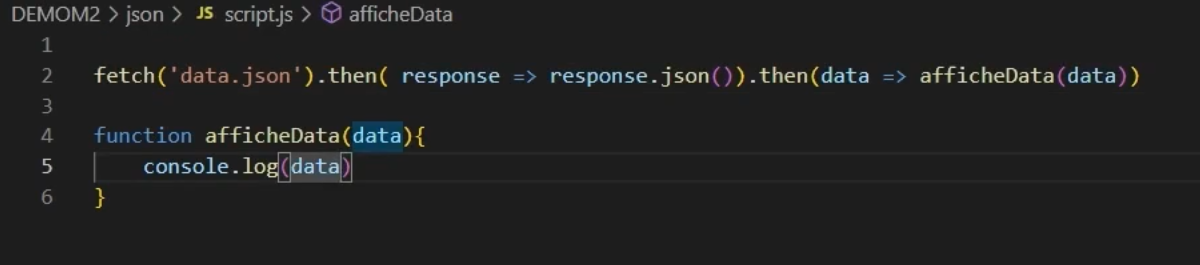 DEMOM2 > json > JS script.js > afficheData
1
2 fetch('data.json').then( response => response.json()).then(data => afficheData(data))
3
4 function afficheData(data){
5 console.log(data)
6 }